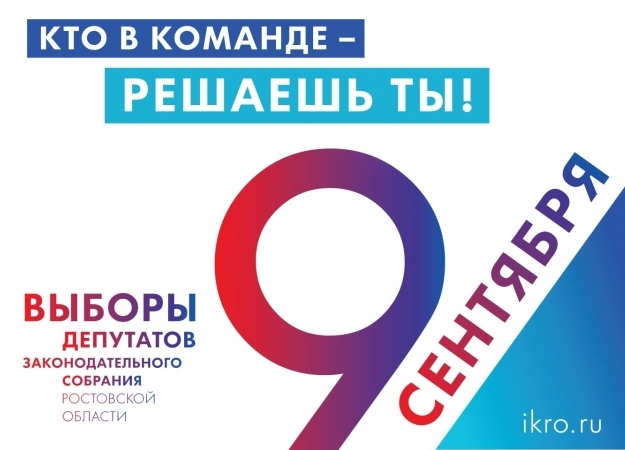 КТО В КОМАНДЕ –
РЕШАЕШЬ ТЫ!
9
СЕНТЯБРЯ
ВЫБОРЫ
ДЕПУТАТОВ
ЗАКОНОДАТЕЛЬНОГО
СОБРАНИЯ
РОСТОВСКОЙ
ОБЛАСТИ
ikro.ru